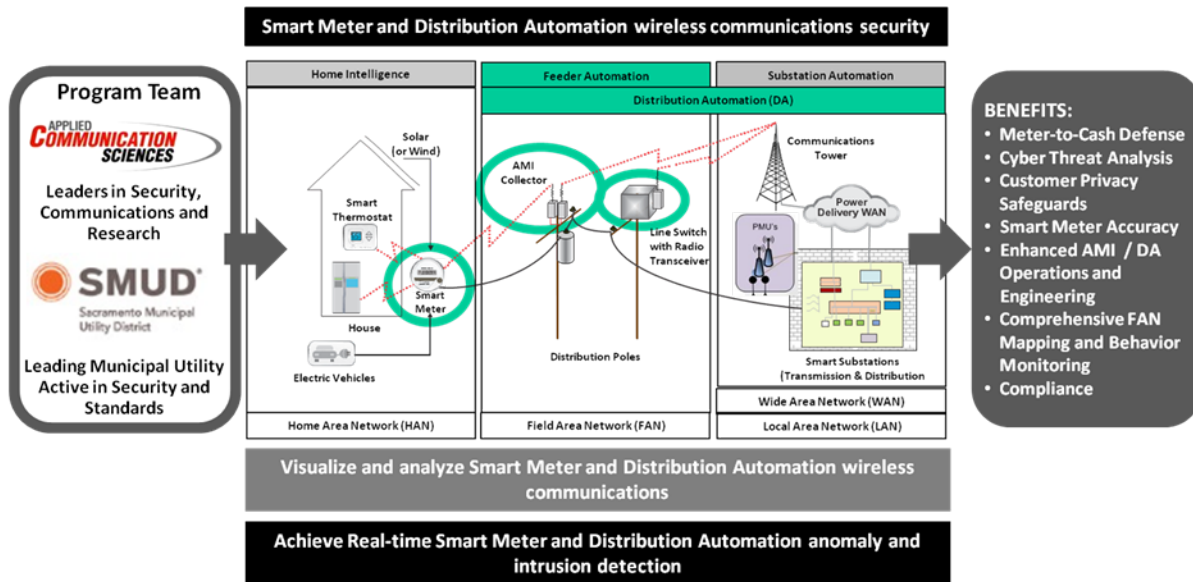 Smart Meter and Distribution Automation wireless communications security
Program Team
APPLIED
COMMUNICATION
SCIENCES
Leaders in Security,
Communications and
Research
SMUD®
Sacramento Municipal
Utility District
Leading Municipal Utility
Active in Security and
Standards
Home Intelligence
Feeder Automation
Substation Automation
Distribution Automation (DA)
Solar
(or Wind)
Smart
Thermostat
Smart
Meter
House
Electric Vehicles
AMI
Collector
Line Switch
with Radio
Transceiver
Distribution Poles
Communications
Tower
Power
Delivery WAN
PMU's
Smart Substations
(Transmission & Distribution
Wide Area Network (WAN)
Home Area Network (HAN)
Field Area Network (FAN)
Local Area Network (LAN)
BENEFITS:
• Meter-to-Cash Defense
• Cyber Threat Analysis
• Customer Privacy
Safeguards
• Smart Meter Accuracy
• Enhanced AMI / DA
Operations and
Engineering
• Comprehensive FAN
Mapping and Behavior
Monitoring
• Compliance
Visualize and analyze Smart Meter and Distribution Automation wireless
communications
Achieve Real-time Smart Meter and Distribution Automation anomaly and
intrusion detection